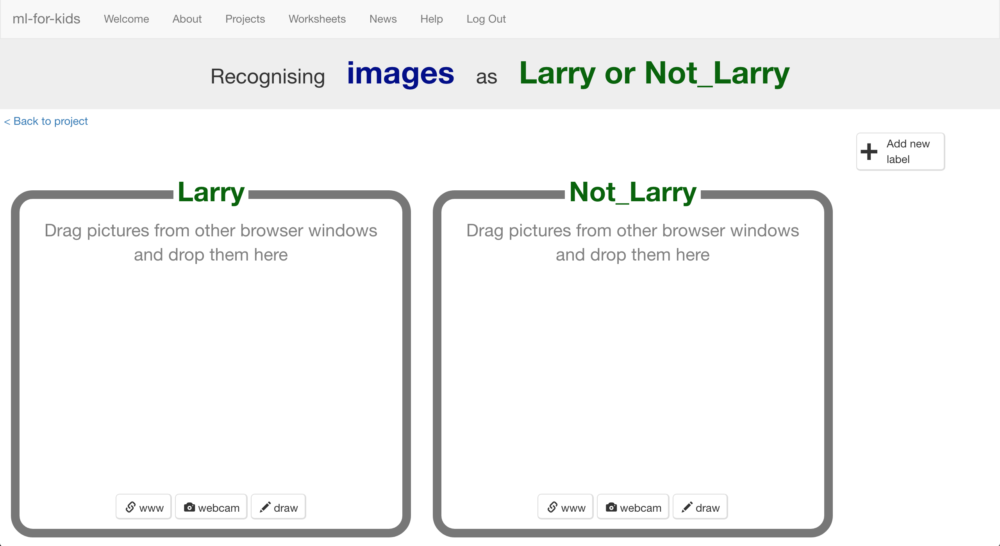 ml-for-kids Welcome About Projects Worksheets News Help Log Out
Recognising images as Larry or Not_Larry
< Back to project
Add new
label
Larry
Drag pictures from other browser windows
and drop them here
www webcam draw
Not_Larry
Drag pictures from other browser windows
and drop them here
www webcam draw